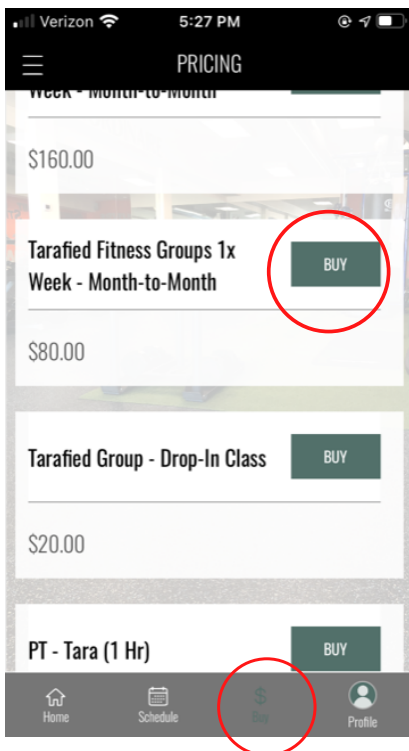 Verizon 5:27 PM
PRICING
Week - Month-to-Month
$160.00
Tarafied Fitness Groups 1x
Week - Month-to-Month
BUY
$80.00
Tarafied Group - Drop-In Class
BUY
$20.00
PT - Tara (1 Hr)
BUY
$
Home Schedule Buy Profile